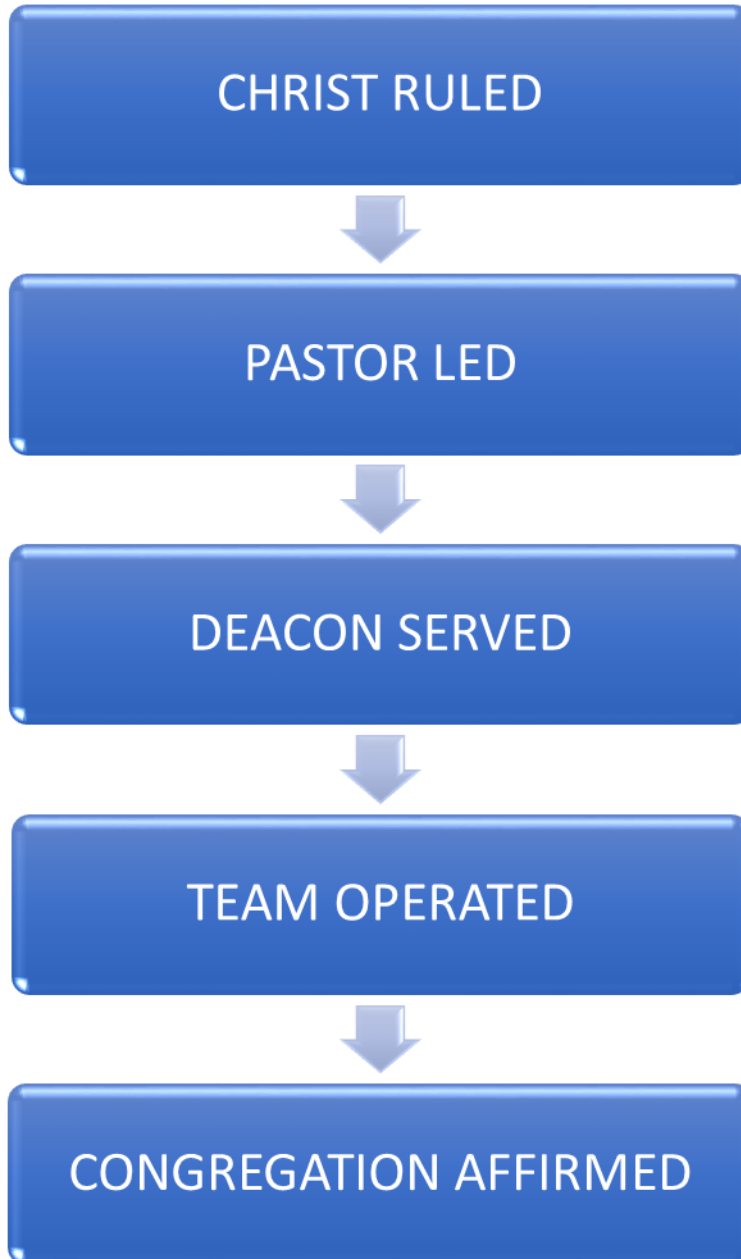 CHRIST RULED
PASTOR LED
DEACON SERVED
TEAM OPERATED
CONGREGATION AFFIRMED